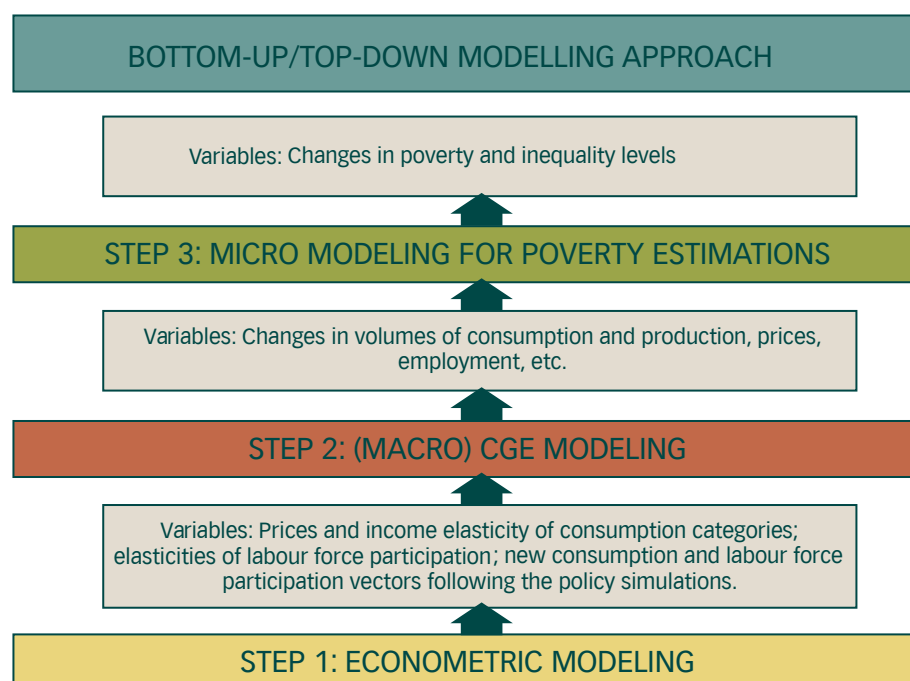 BOTTOM-UP/TOP-DOWN MODELLING APPROACH
Variables: Changes in poverty and inequality levels
STEP 3: MICRO MODELING FOR POVERTY ESTIMATIONS
Variables: Changes in volumes of consumption and production, prices,
employment, etc.
STEP 2: (MACRO) CGE MODELING
Variables: Prices and income elasticity of consumption categories;
elasticities of labour force participation; new consumption and labour force
participation vectors following the policy simulations.
STEP 1: ECONOMETRIC MODELING